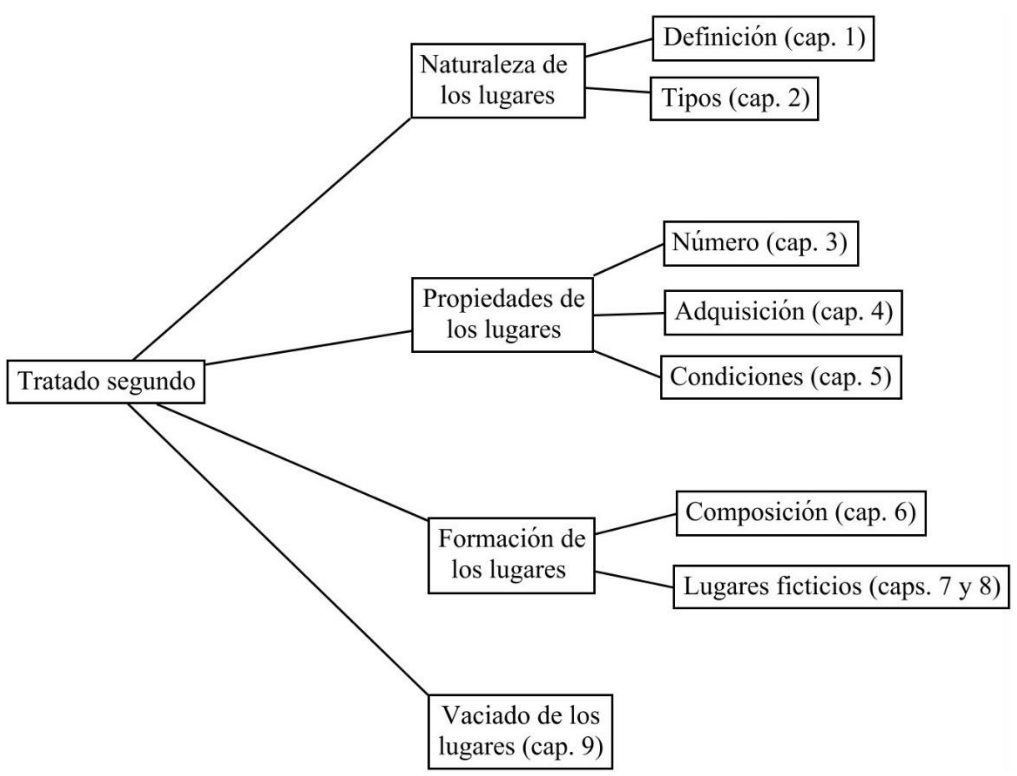 Tratado segundo
Naturaleza de
los lugares
Definición (cap. 1)
Tipos (cap. 2)
Propiedades de
los lugares
Número (cap. 3)
Adquisición (cap. 4)
Condiciones (cap. 5)
Formación de
los lugares
Composición (cap. 6)
Lugares ficticios (caps. 7 y 8)
Vaciado de los
lugares (cap. 9)